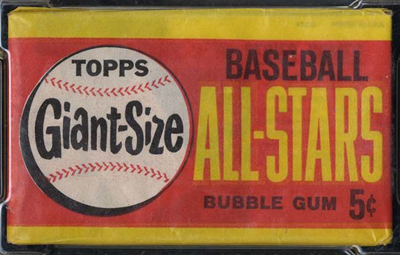 TOPPS
Giant-Size
BASEBALL
ALL-STARS
BUBBLE GUM 5¢